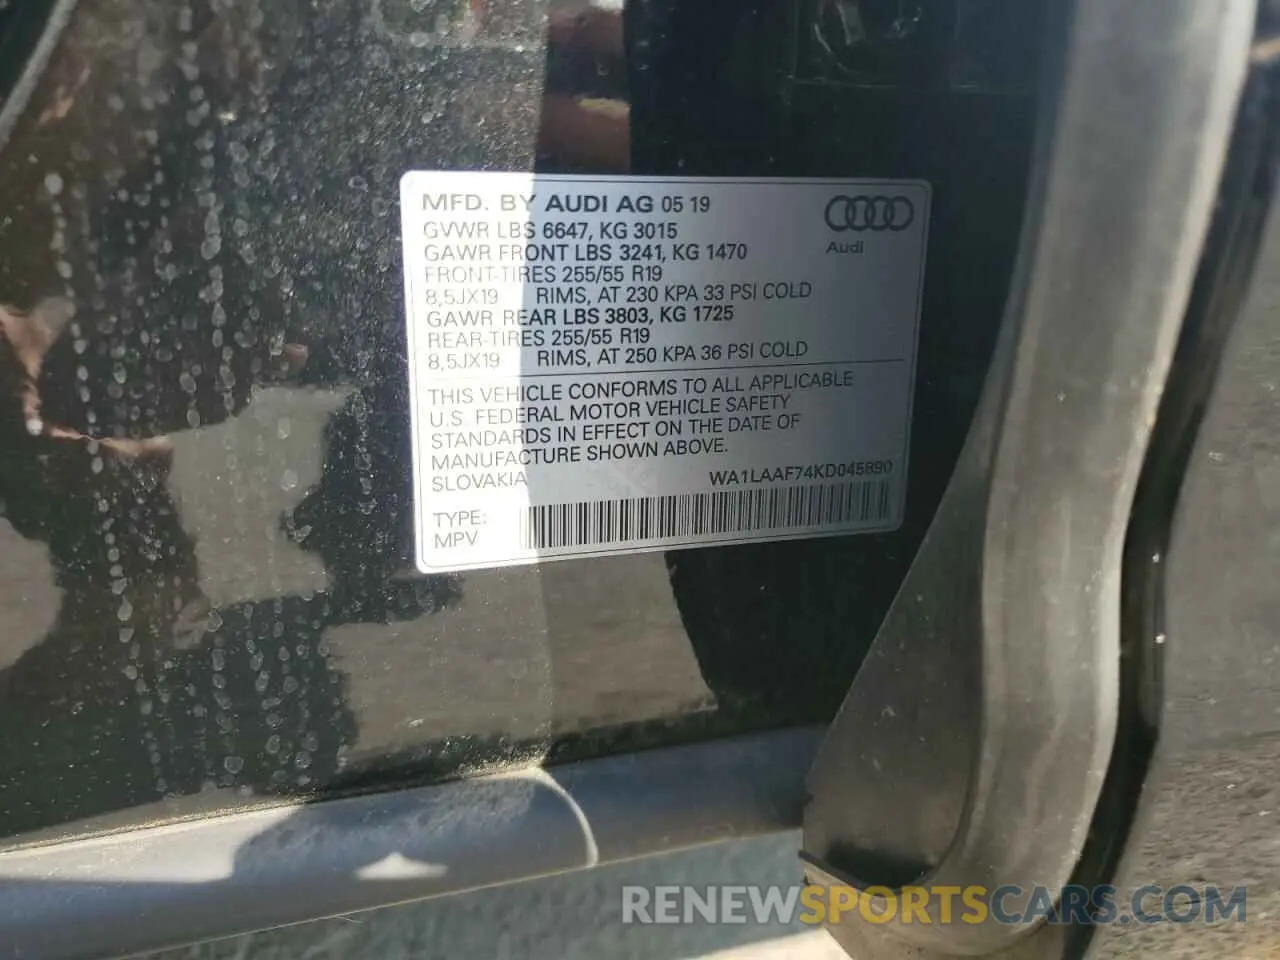 MFD. BY AUDI AG 05 19
GVWR LBS 6647, KG 3015
GAWR FRONT LBS 3241, KG 1470
FRONT-TIRES 255/55 R19
8,5JX19 RIMS, AT 230 KPA 33 PSI COLD
GAWR REAR LBS 3803, KG 1725
REAR-TIRES 255/55 R19
8,5JX19 RIMS, AT 250 KPA 36 PSI COLD
Audi
THIS VEHICLE CONFORMS TO ALL APPLICABLE
U.S. FEDERAL MOTOR VEHICLE SAFETY
STANDARDS IN EFFECT ON THE DATE OF
MANUFACTURE SHOWN ABOVE.
SLOVAKIA WA1LAAF74KD045890
TYPE:
MPV
RENEWSPORTSCARS.COM